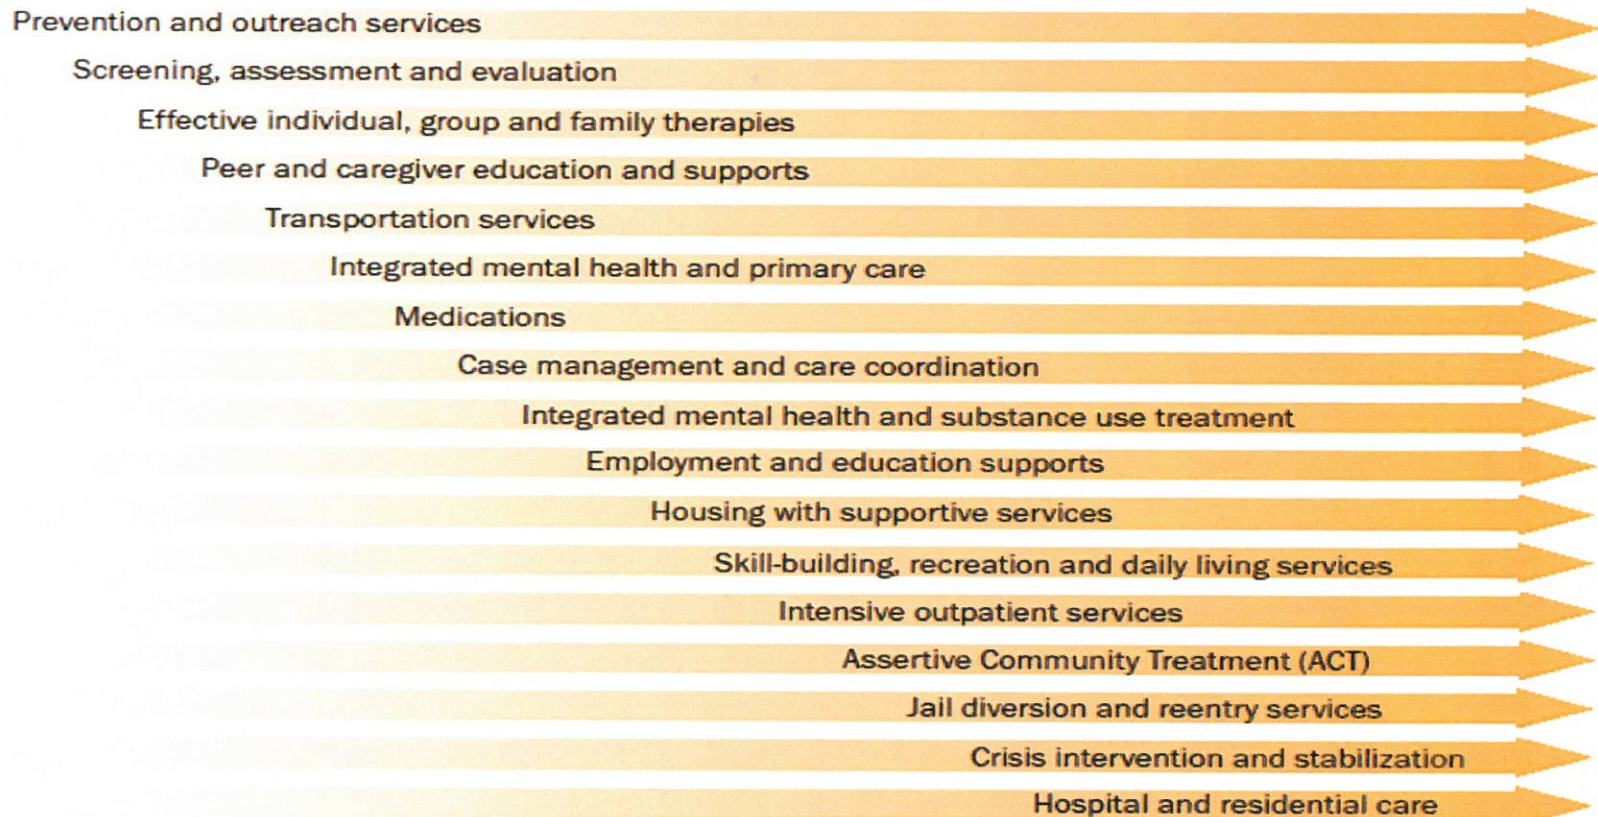 Prevention and outreach services
Screening, assessment and evaluation
Effective individual, group and family therapies
Peer and caregiver education and supports
Transportation services
Integrated mental health and primary care
Medications
Case management and care coordination
Integrated mental health and substance use treatment
Employment and education supports
Housing with supportive services
Skill-building, recreation and daily living services
Intensive outpatient services
Assertive Community Treatment (ACT)
Jail diversion and reentry services
Crisis intervention and stabilization
Hospital and residential care